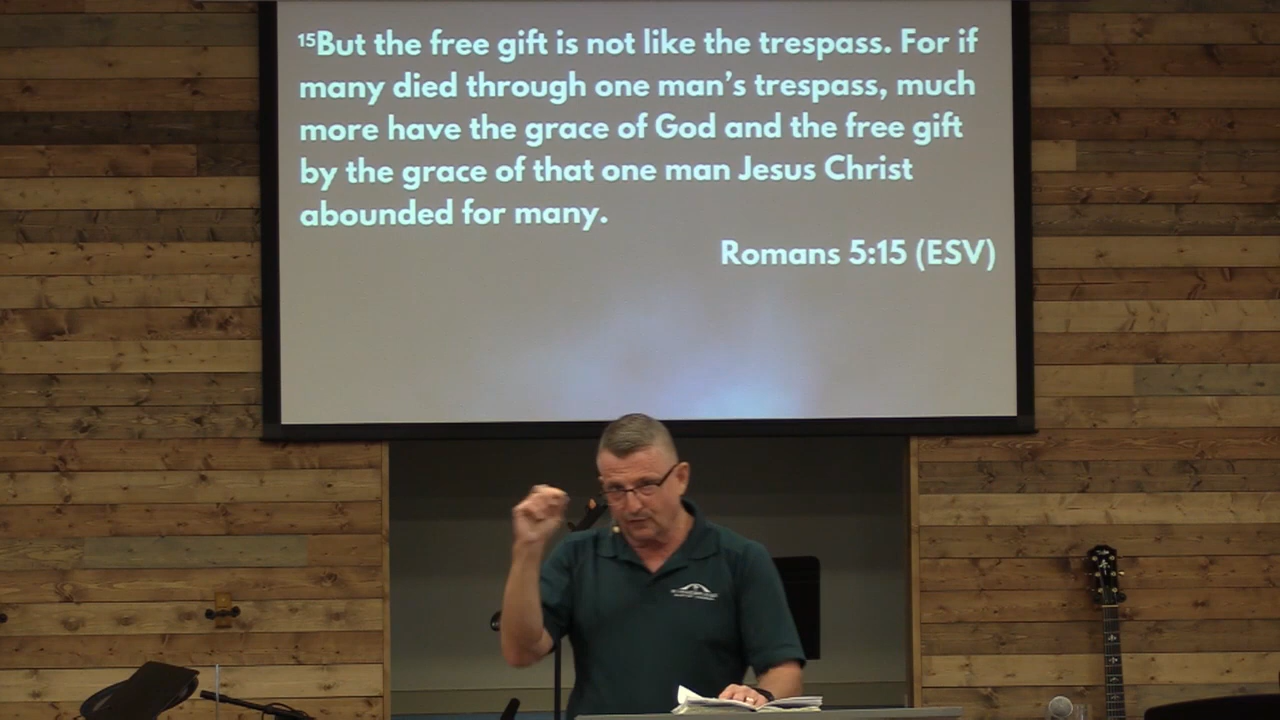 ¹⁵But the free gift is not like the trespass. For if
many died through one man’s trespass, much
more have the grace of God and the free gift
by the grace of that one man Jesus Christ
abounded for many.
Romans 5:15 (ESV)